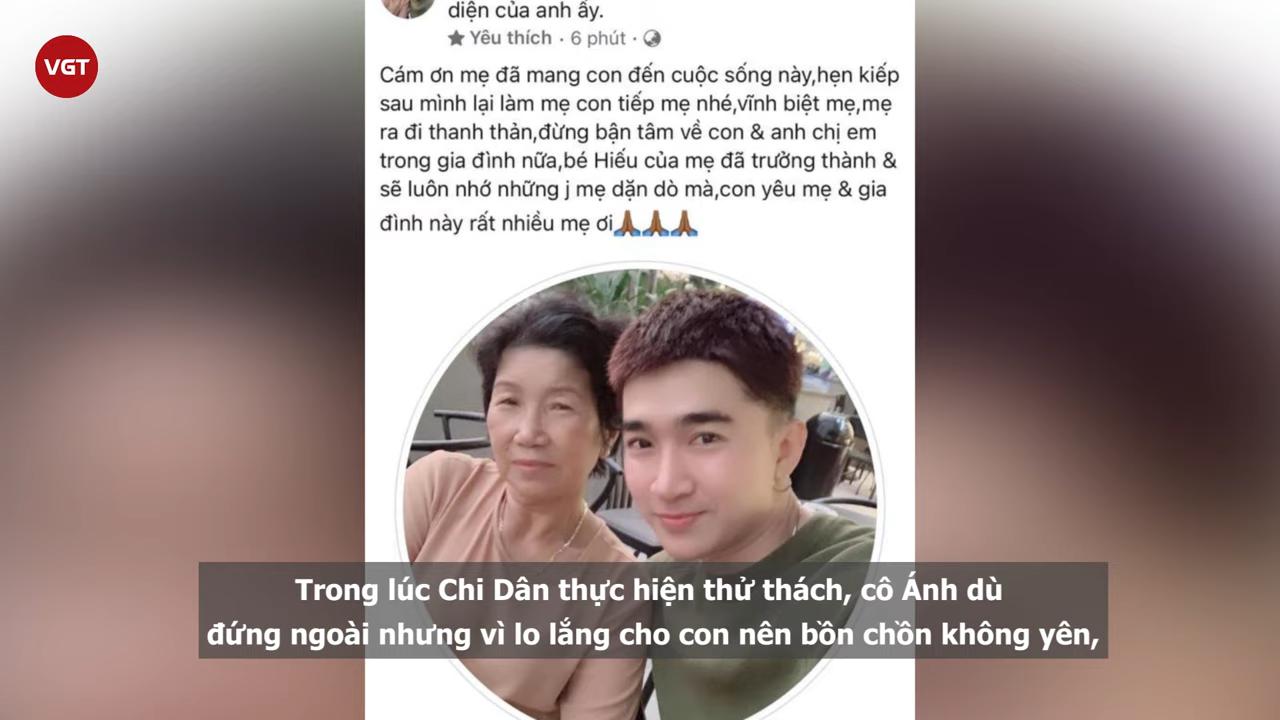 VGT
diện của anh ấy.
Yêu thích · 6 phút ·
Cám ơn mẹ đã mang con đến cuộc sống này,hẹn kiếp
sau mình lại làm mẹ con tiếp mẹ nhé,vĩnh biệt mẹ,mẹ
ra đi thanh thản,đừng bận tâm về con & anh chị em
trong gia đình nữa,bé Hiếu của mẹ đã trưởng thành &
sẽ luôn nhớ những j mẹ dặn dò mà,con yêu mẹ & gia
đình này rất nhiều mẹ ơi🙏🏾🙏🏾🙏🏾
Trong lúc Chi Dân thực hiện thử thách, cô Ánh dù
đứng ngoài nhưng vì lo lắng cho con nên bồn chồn không yên,